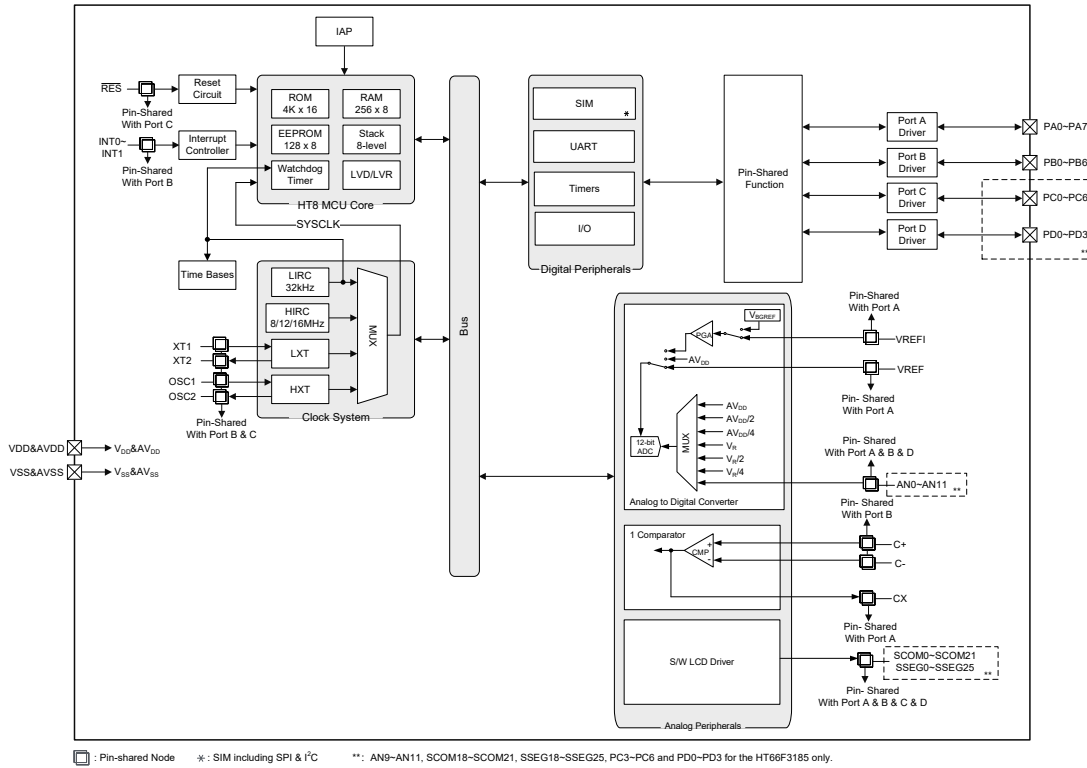 IAP
RES
Reset
Circuit
Pin-Shared
With Port C
INT0~
INT1
Interrupt
Controller
Pin-Shared
With Port B
ROM
4K x 16
RAM
256 x 8
EEPROM
128 x 8
Stack
8-level
Watchdog
Timer
LVD/LVR
HT8 MCU Core
SYSCLK
Time Bases
LIRC
32kHz
HIRC
8/12/16MHz
LXT
HXT
MUX
Clock System
XT1
XT2
OSC1
OSC2
Pin-Shared
With Port B & C
VDD&AVDD
VDD&AVDD
VSS&AVSS
VSS&AVSS
Bus
SIM
*
UART
Timers
I/O
Digital Peripherals
Pin-Shared
Function
Port A
Driver
PA0~PA7
Port B
Driver
PB0~PB6
Port C
Driver
PC0~PC6
Port D
Driver
PD0~PD3
**
VBGREF
PGA
AVDD
AVDD
AVDD/2
AVDD/4
VR
VR/2
VR/4
MUX
12-bit
ADC
Analog to Digital Converter
Pin-Shared
With Port A
VREFI
VREF
Pin- Shared
With Port A
Pin- Shared
With Port A & B & D
AN0~AN11
**
Pin- Shared
With Port B
1 Comparator
+
CMP
-
C+
C-
CX
Pin- Shared
With Port A
S/W LCD Driver
SCOM0~SCOM21
SSEG0~SSEG25
**
Pin- Shared
With Port A & B & C & D
Analog Peripherals
: Pin-shared Node
* : SIM including SPI & I²C
**: AN9~AN11, SCOM18~SCOM21, SSEG18~SSEG25, PC3~PC6 and PD0~PD3 for the HT66F3185 only.